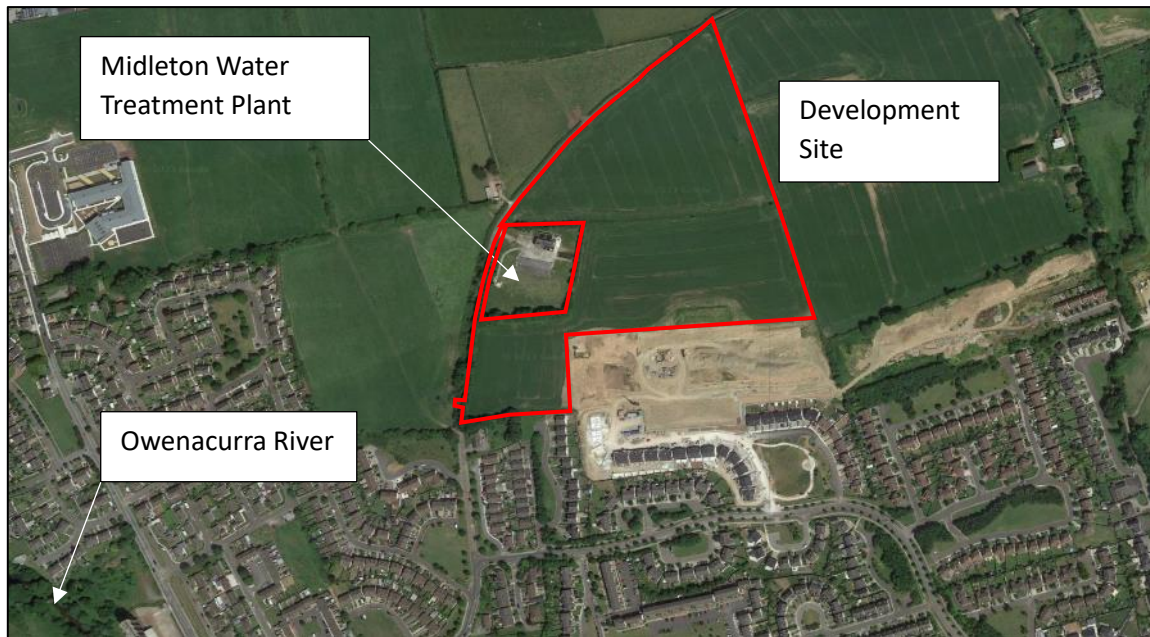 Midleton Water
Treatment Plant
Development
Site
Owenacurra River